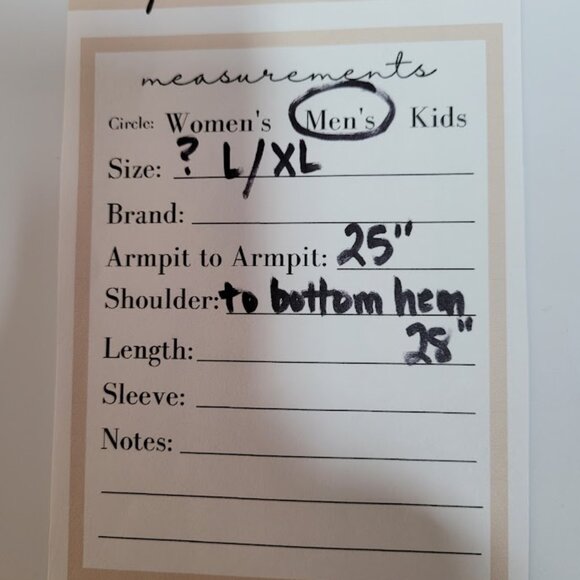 measurements
Circle: Women's Men's Kids
Size: ? L/XL
Brand:
Armpit to Armpit: 25"
Shoulder: to bottom hem
Length: 28"
Sleeve:
Notes: